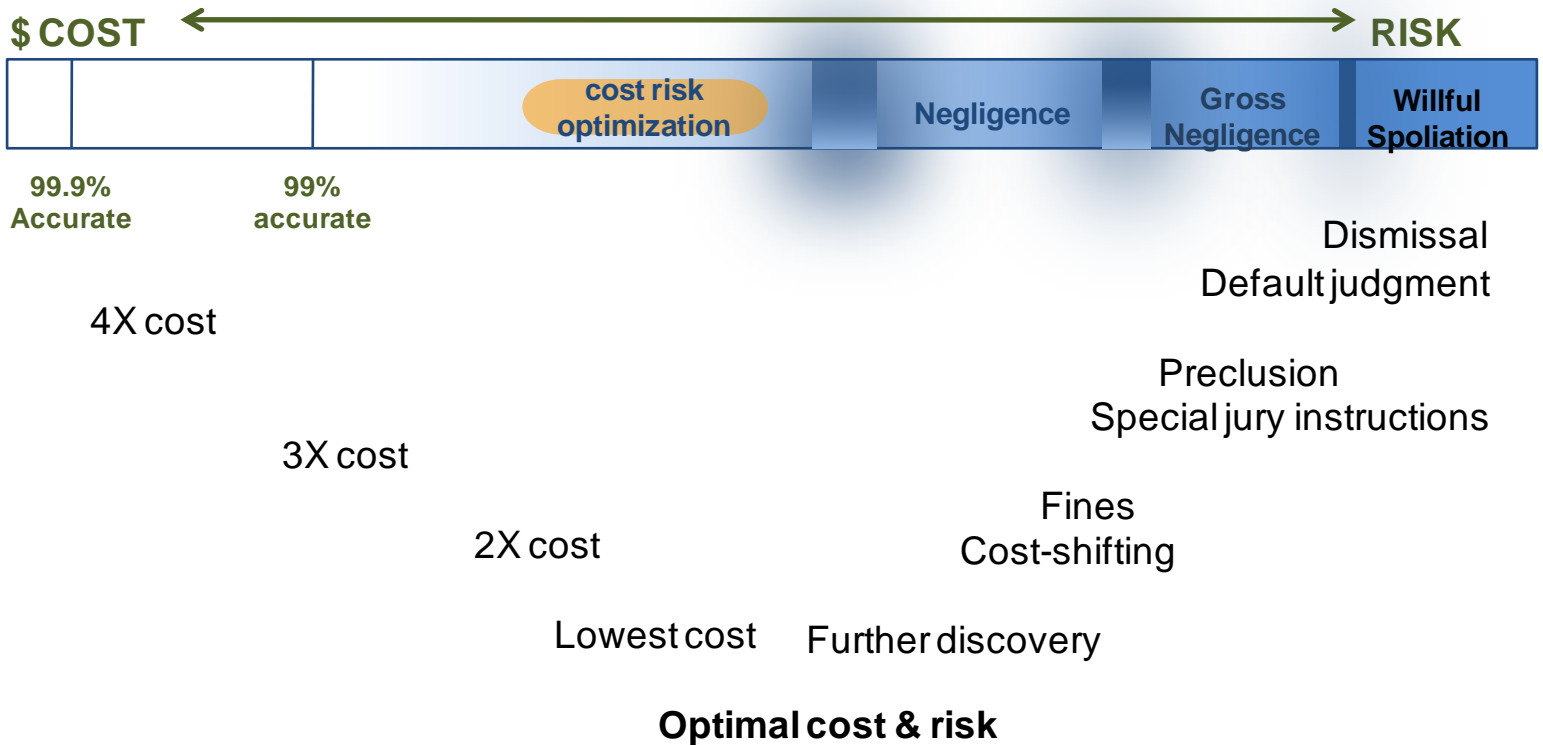 $ COST
RISK
cost risk
optimization
Negligence
Gross
Negligence
Willful
Spoliation
99.9%
Accurate
99%
accurate
Dismissal
Default judgment
4X cost
Preclusion
Special jury instructions
3X cost
Fines
Cost-shifting
2X cost
Lowest cost
Further discovery
Optimal cost & risk